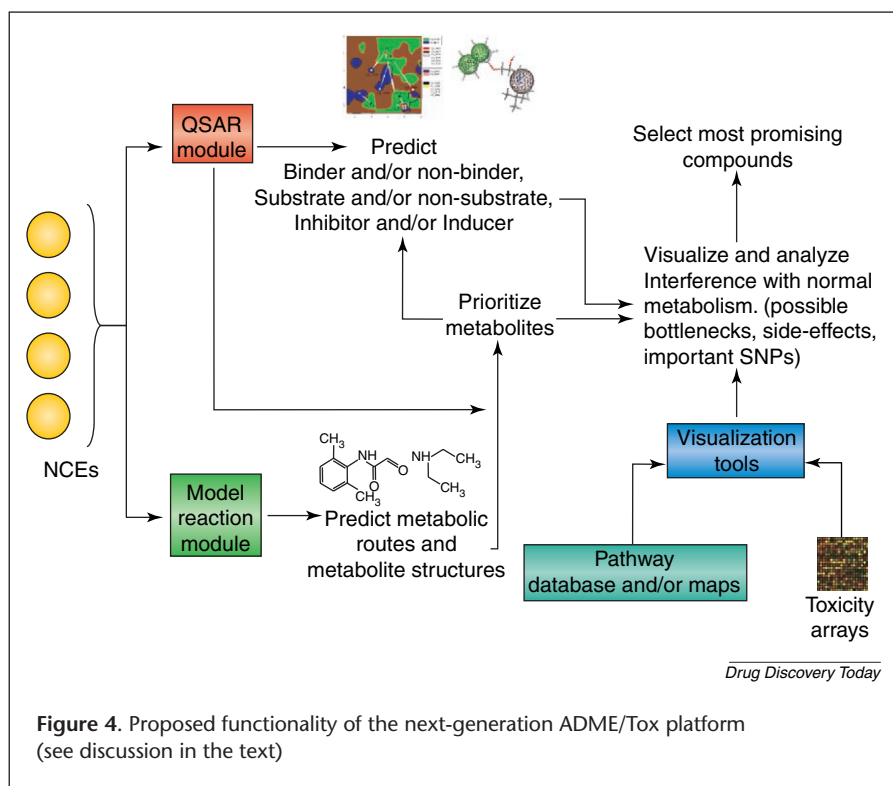 QSAR
module
Predict
Binder and/or non-binder,
Substrate and/or non-substrate,
Inhibitor and/or Inducer
Select most promising
compounds
Visualize and analyze
Interference with normal
metabolism. (possible
bottlenecks, side-effects,
important SNPs)
Prioritize
metabolites
NCEs
CH3
NH
O
O
CH3
NH
CH3
CH3
Model
reaction
module
Predict metabolic
routes and
metabolite structures
Visualization
tools
Pathway
database and/or maps
Toxicity
arrays
Drug Discovery Today
Figure 4. Proposed functionality of the next-generation ADME/Tox platform
(see discussion in the text)